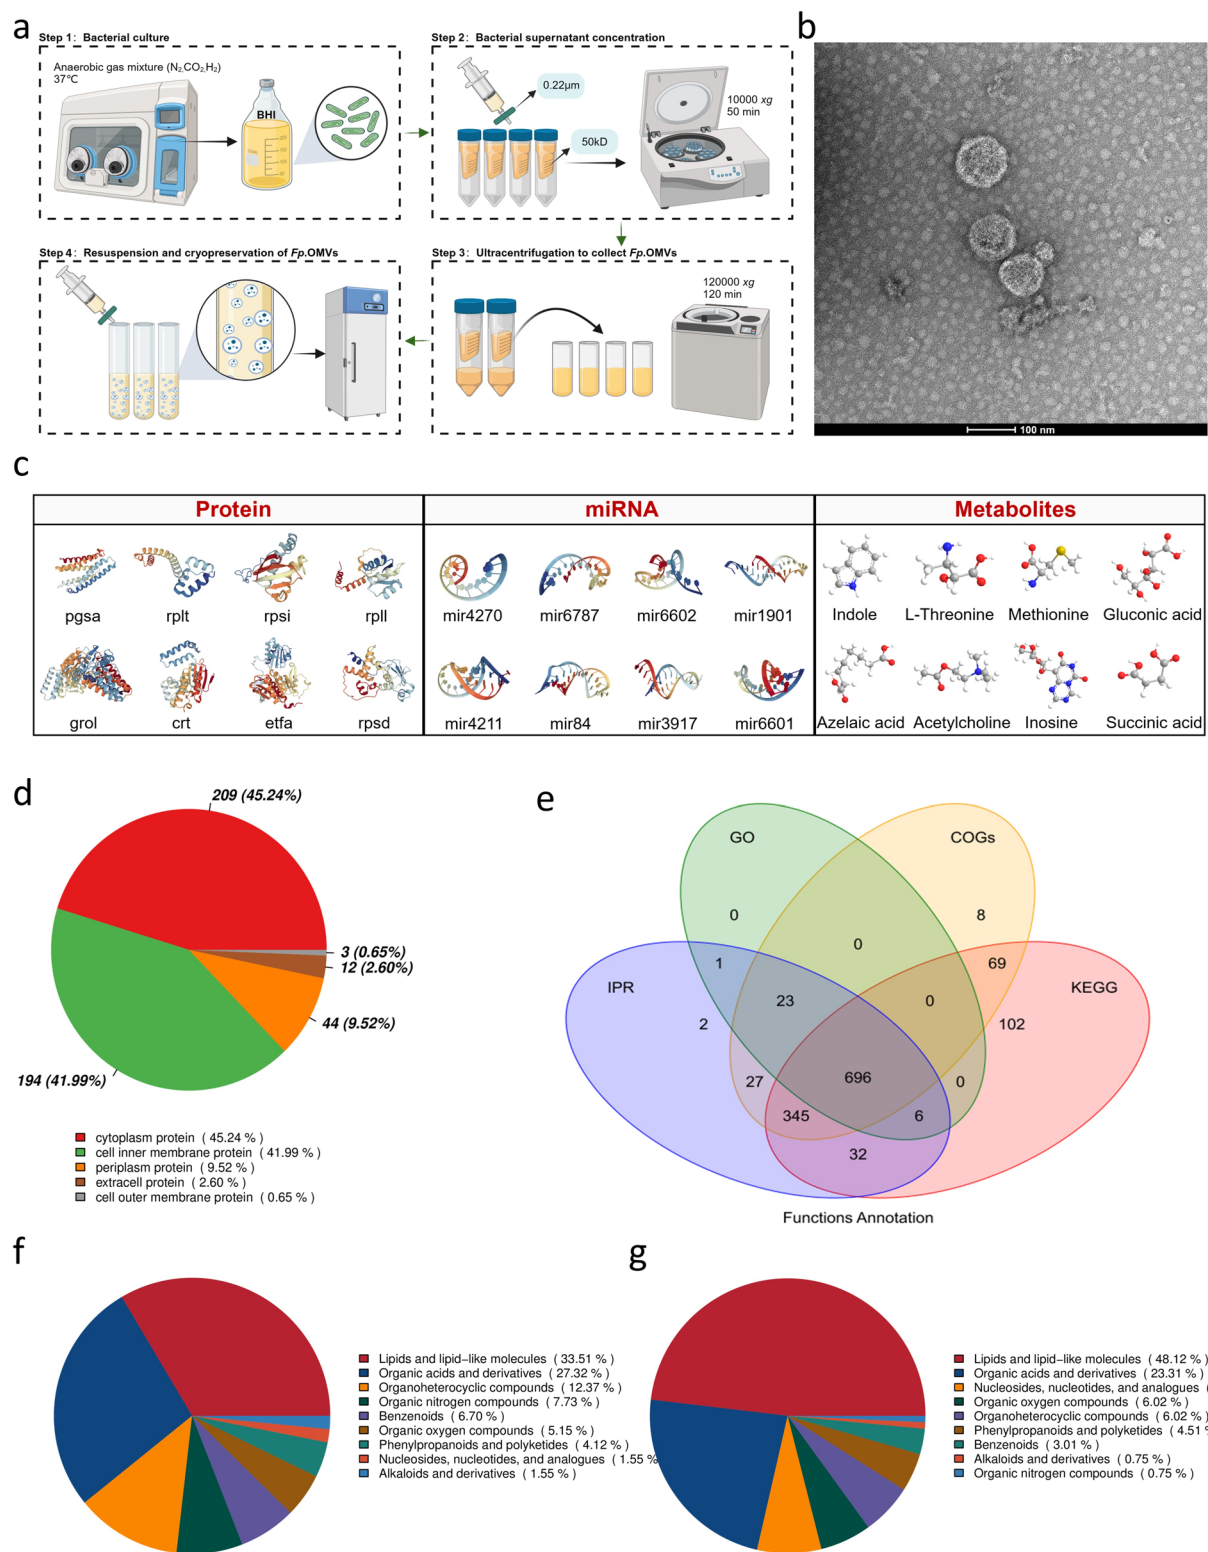 a
Step 1: Bacterial culture
Anaerobic gas mixture (N2,CO2,H2)
37℃
BHI
Step 2: Bacterial supernatant concentration
0.22μm
50kD
10000 xg
50 min
Step 4: Resuspension and cryopreservation of Fp.OMVs
Step 3: Ultracentrifugation to collect Fp.OMVs
120000 xg
120 min
b
100 nm
c
Protein
miRNA
Metabolites
pgsa rplt rpsi rpll
mir4270 mir6787 mir6602 mir1901
Indole L-Threonine Methionine Gluconic acid
grol crt etfa rpsd
mir4211 mir84 mir3917 mir6601
Azelaic acid Acetylcholine Inosine Succinic acid
d
209 (45.24%)
3 (0.65%)
12 (2.60%)
44 (9.52%)
194 (41.99%)
cytoplasm protein ( 45.24 % )
cell inner membrane protein ( 41.99 % )
periplasm protein ( 9.52 % )
extracell protein ( 2.60 % )
cell outer membrane protein ( 0.65 % )
e
GO
COGs
0
8
0
1
69
IPR
23
0
KEGG
2
102
27
696
0
345
6
32
Functions Annotation
f
Lipids and lipid−like molecules ( 33.51 % )
Organic acids and derivatives ( 27.32 % )
Organoheterocyclic compounds ( 12.37 % )
Organic nitrogen compounds ( 7.73 % )
Benzenoids ( 6.70 % )
Organic oxygen compounds ( 5.15 % )
Phenylpropanoids and polyketides ( 4.12 % )
Nucleosides, nucleotides, and analogues ( 1.55 %
Alkaloids and derivatives ( 1.55 % )
g
Lipids and lipid−like molecules ( 48.12 % )
Organic acids and derivatives ( 23.31 % )
Nucleosides, nucleotides, and analogues (
Organic oxygen compounds ( 6.02 % )
Organoheterocyclic compounds ( 6.02 % )
Phenylpropanoids and polyketides ( 4.51 %
Benzenoids ( 3.01 % )
Alkaloids and derivatives ( 0.75 % )
Organic nitrogen compounds ( 0.75 % )